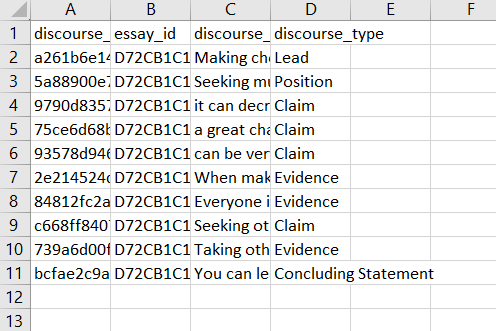 A B C D E F
1 discourse_ essay_id discourse_ discourse_type
2 a261b6e14 D72CB1C1 Making cho Lead
3 5a88900e7 D72CB1C1 Seeking mu Position
4 9790d8357 D72CB1C1 it can decr Claim
5 75ce6d68b D72CB1C1 a great cha Claim
6 93578d946 D72CB1C1 can be ver Claim
7 2e214524c D72CB1C1 When mak Evidence
8 84812fc2a D72CB1C1 Everyone i Evidence
9 c668ff840 D72CB1C1 Seeking ot Claim
10 739a6d00f D72CB1C1 Taking oth Evidence
11 bcfae2c9a D72CB1C1 You can le Concluding Statement
12
13